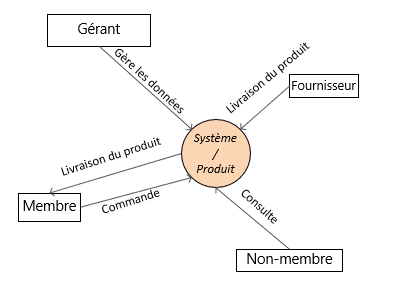 Gérant
Gère les données
Livraison du produit
Fournisseur
Système
/
Produit
Livraison du produit
Membre
Commande
Consulte
Non-membre